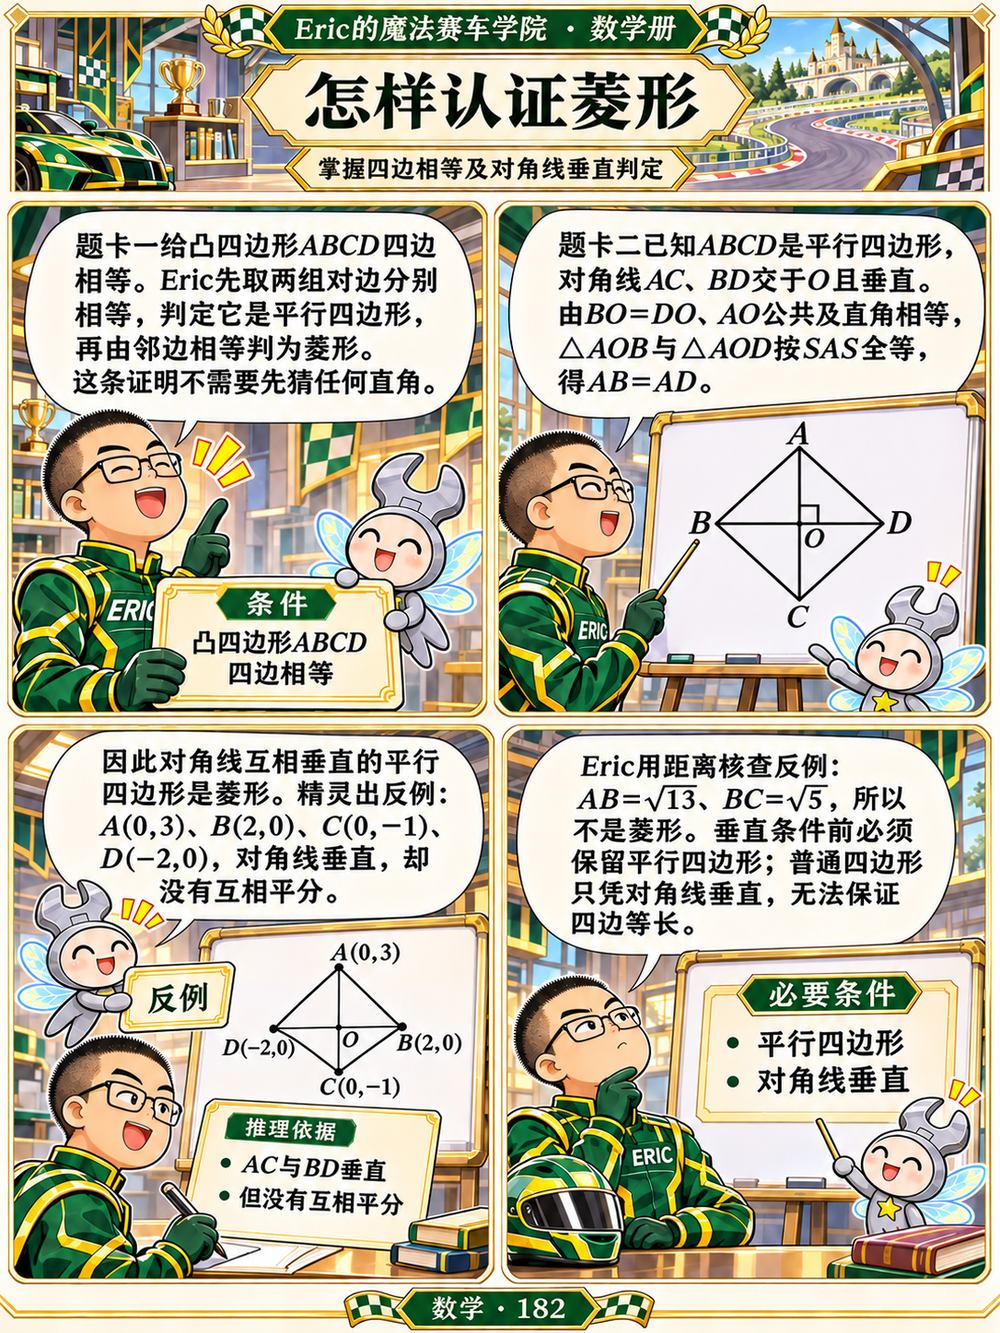 Eric的魔法赛车学院 · 数学册
怎样认证菱形
掌握四边相等及对角线垂直判定
题卡一给凸四边形ABCD四边
相等。Eric先取两组对边分别
相等，判定它是平行四边形，
再由邻边相等判为菱形。
这条证明不需要先猜任何直角。
ERIC
条件
凸四边形ABCD
四边相等
题卡二已知ABCD是平行四边形，
对角线AC、BD交于O且垂直。
由BO=DO、AO公共及直角相等，
△AOB与△AOD按SAS全等，
得AB=AD。
A
B
O
D
C
ERIC
因此对角线互相垂直的平行
四边形是菱形。精灵出反例：
A(0,3)、B(2,0)、C(0,−1)、
D(−2,0)，对角线垂直，却
没有互相平分。
反例
A(0,3)
D(−2,0)
O
B(2,0)
C(0,−1)
推理依据
• AC与BD垂直
• 但没有互相平分
Eric用距离核查反例：
AB=√13、BC=√5，所以
不是菱形。垂直条件前必须
保留平行四边形；普通四边形
只凭对角线垂直，无法保证
四边等长。
必要条件
• 平行四边形
• 对角线垂直
ERIC
数学 · 182